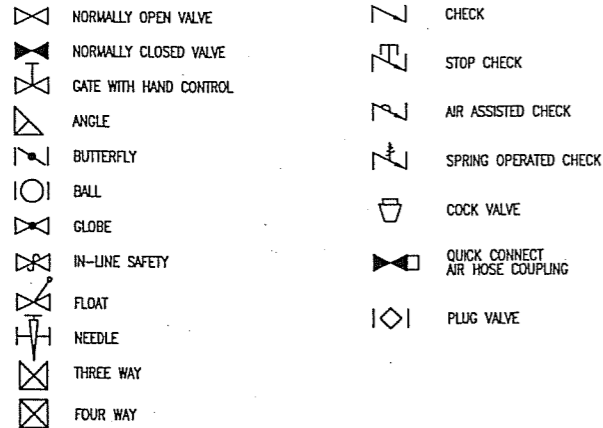 NORMALLY OPEN VALVE
NORMALLY CLOSED VALVE
GATE WITH HAND CONTROL
ANGLE
BUTTERFLY
BALL
GLOBE
IN-LINE SAFETY
FLOAT
NEEDLE
THREE WAY
FOUR WAY
CHECK
STOP CHECK
AIR ASSISTED CHECK
SPRING OPERATED CHECK
COCK VALVE
QUICK CONNECT
AIR HOSE COUPLING
PLUG VALVE